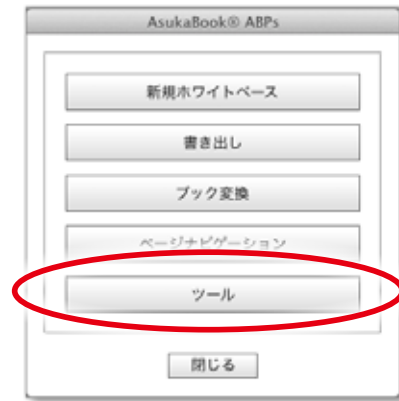 AsukaBook® ABPs
新規ホワイトベース
書き出し
ブック変換
ページナビゲーション
ツール
閉じる